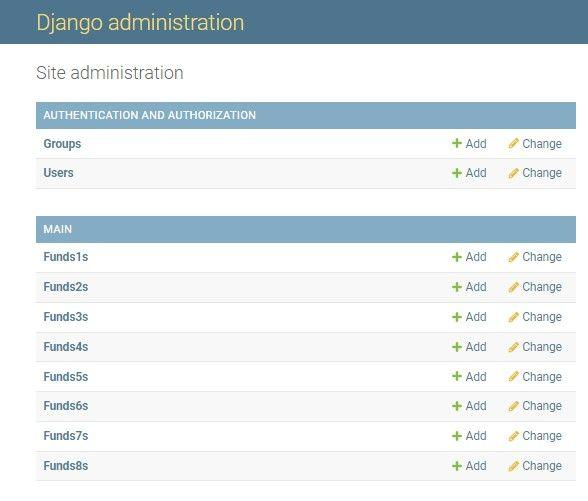 Django administration
Site administration
AUTHENTICATION AND AUTHORIZATION
Groups Add Change
Users Add Change
MAIN
Funds1s Add Change
Funds2s Add Change
Funds3s Add Change
Funds4s Add Change
Funds5s Add Change
Funds6s Add Change
Funds7s Add Change
Funds8s Add Change